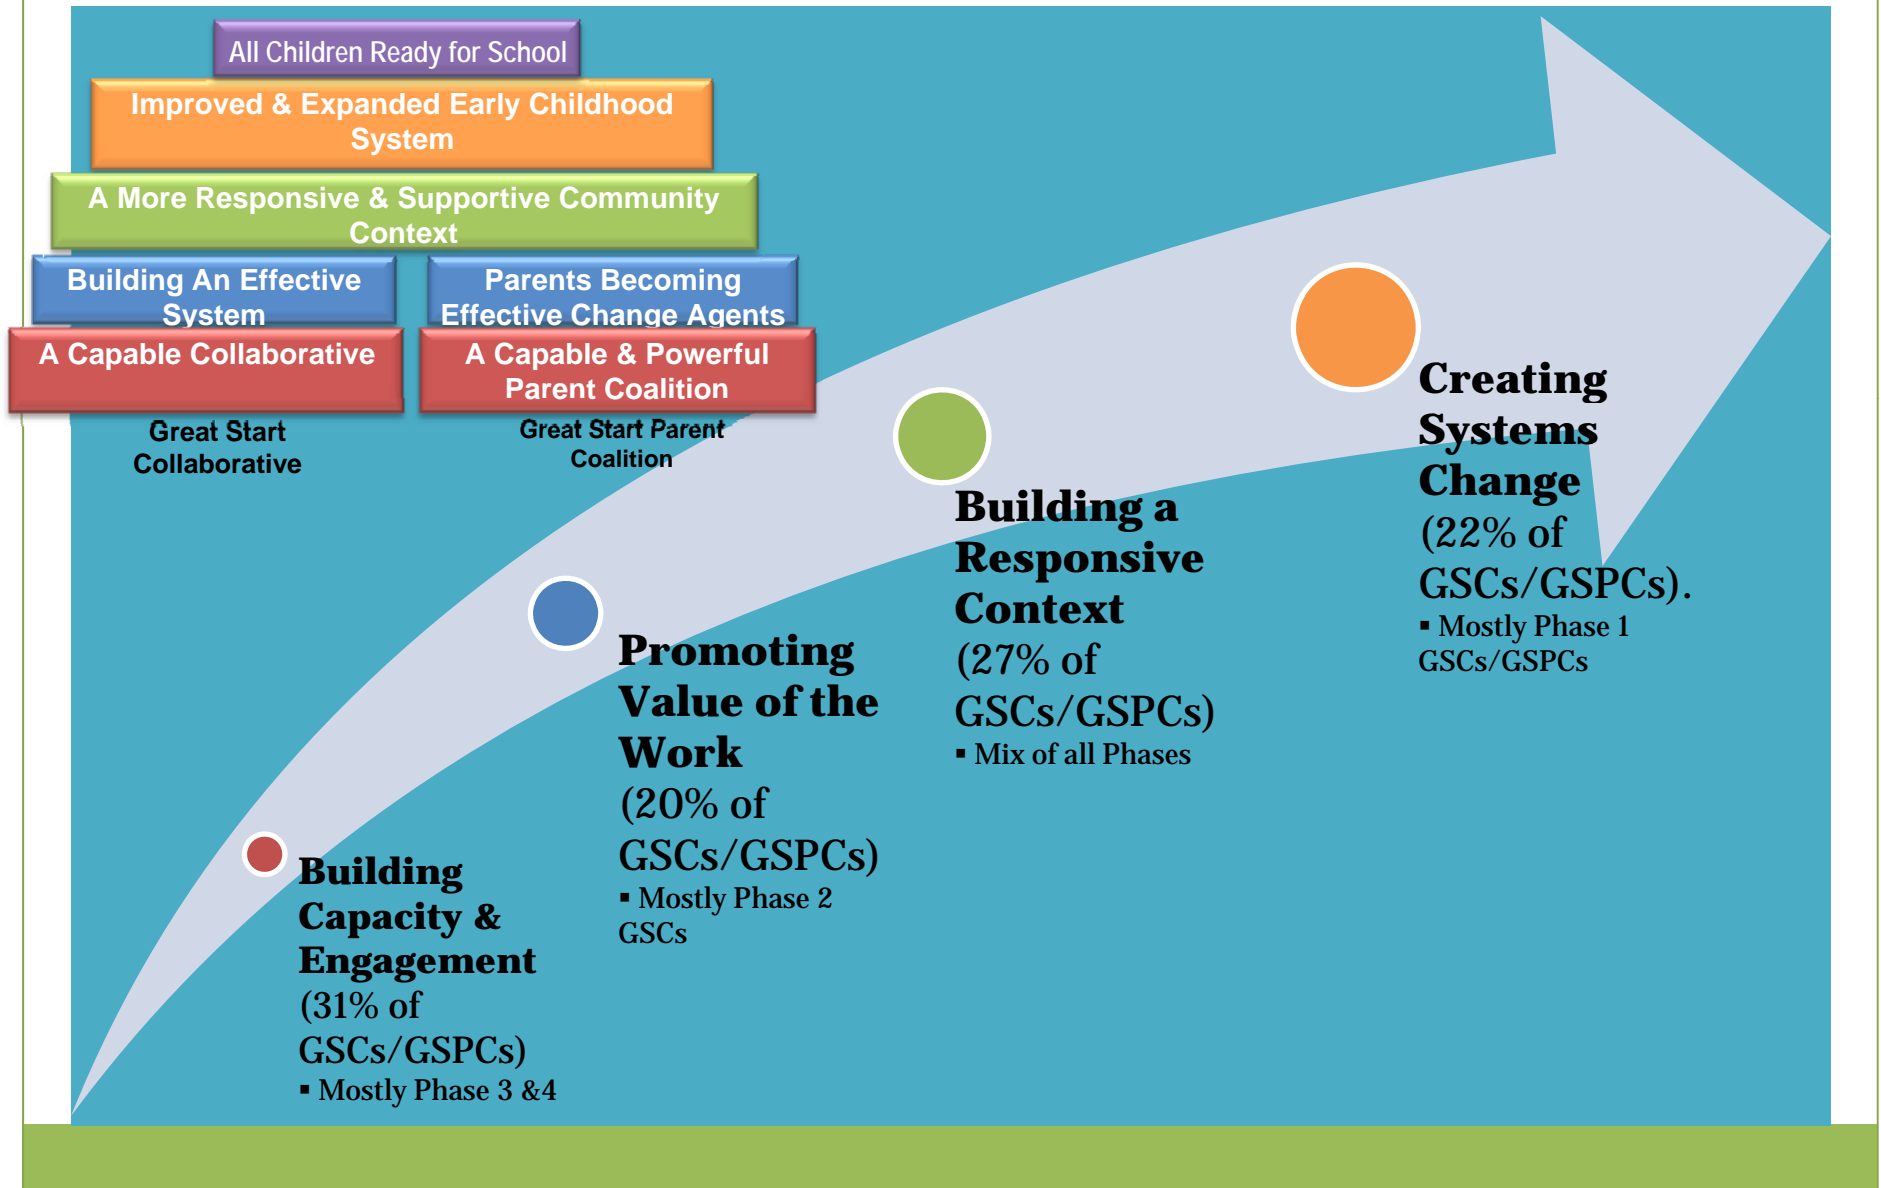 All Children Ready for School
Improved & Expanded Early Childhood
System
A More Responsive & Supportive Community
Context
Building An Effective
System
Parents Becoming
Effective Change Agents
A Capable Collaborative
A Capable & Powerful
Parent Coalition
Great Start
Collaborative
Great Start Parent
Coalition
Building
Capacity &
Engagement
(31% of
GSCs/GSPCs)
▪ Mostly Phase 3 &4
Promoting
Value of the
Work
(20% of
GSCs/GSPCs)
▪ Mostly Phase 2
GSCs
Building a
Responsive
Context
(27% of
GSCs/GSPCs)
▪ Mix of all Phases
Creating
Systems
Change
(22% of
GSCs/GSPCs).
▪ Mostly Phase 1
GSCs/GSPCs